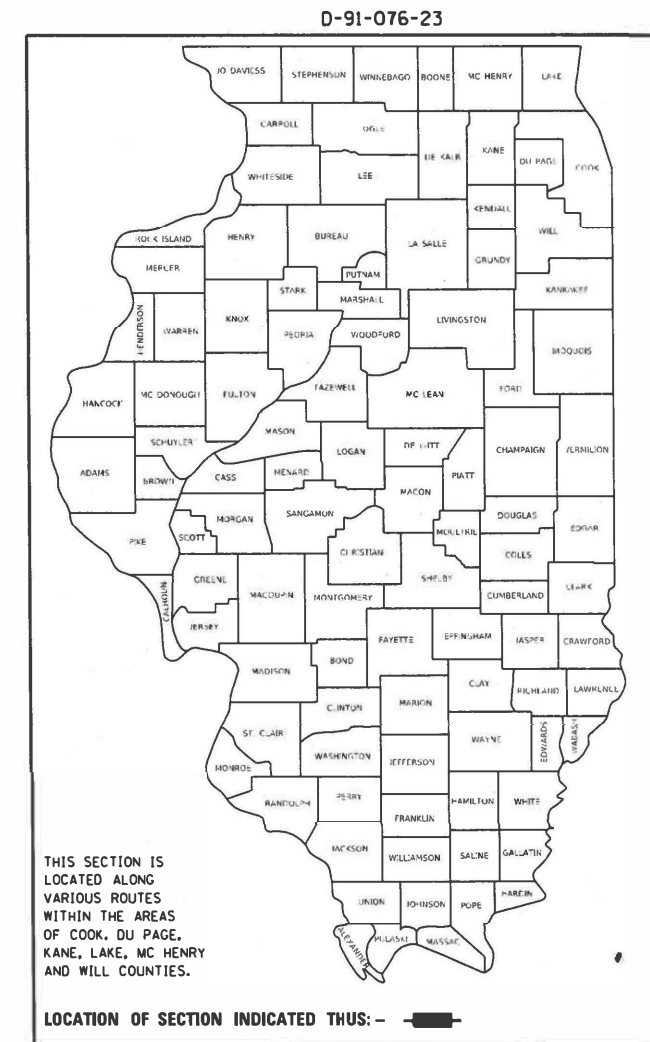 D-91-076-23
JO DAVIESS STEPHENSON WINNEBAGO BOONE MC HENRY LAKE
CARROLL OGLE
DE KALB KANE DU PAGE COOK
WHITESIDE LEE
KENDALL
ROCK ISLAND HENRY BUREAU LA SALLE WILL
MERCER PUTNAM GRUNDY
STARK MARSHALL KANKAKEE
HENDERSON WARREN KNOX PEORIA WOODFORD LIVINGSTON
IROQUOIS
HANCOCK MC DONOUGH FULTON TAZEWELL MC LEAN FORD
MASON
SCHUYLER LOGAN DE WITT CHAMPAIGN VERMILION
ADAMS BROWN CASS MENARD PIATT
MACON
PIKE SCOTT MORGAN SANGAMON MOULTRIE DOUGLAS EDGAR
CHRISTIAN COLES
CALHOUN GREENE MACOUPIN MONTGOMERY SHELBY CUMBERLAND CLARK
JERSEY FAYETTE EFFINGHAM JASPER CRAWFORD
MADISON BOND
CLAY RICHLAND LAWRENCE
CLINTON MARION
ST. CLAIR WAYNE EDWARDS WABASH
MONROE WASHINGTON JEFFERSON
RANDOLPH PERRY HAMILTON WHITE
FRANKLIN
JACKSON WILLIAMSON SALINE GALLATIN
UNION JOHNSON POPE HARDIN
ALEXANDER PULASKI MASSAC
THIS SECTION IS
LOCATED ALONG
VARIOUS ROUTES
WITHIN THE AREAS
OF COOK, DU PAGE,
KANE, LAKE, MC HENRY
AND WILL COUNTIES.
LOCATION OF SECTION INDICATED THUS: -